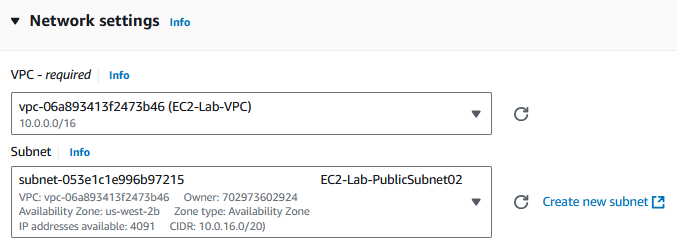 Network settings Info
VPC - required Info
vpc-06a893413f2473b46 (EC2-Lab-VPC)
10.0.0.0/16
Subnet Info
subnet-053e1c1e996b97215 EC2-Lab-PublicSubnet02
VPC: vpc-06a893413f2473b46 Owner: 702973602924
Availability Zone: us-west-2b Zone type: Availability Zone
IP addresses available: 4091 CIDR: 10.0.16.0/20)
Create new subnet